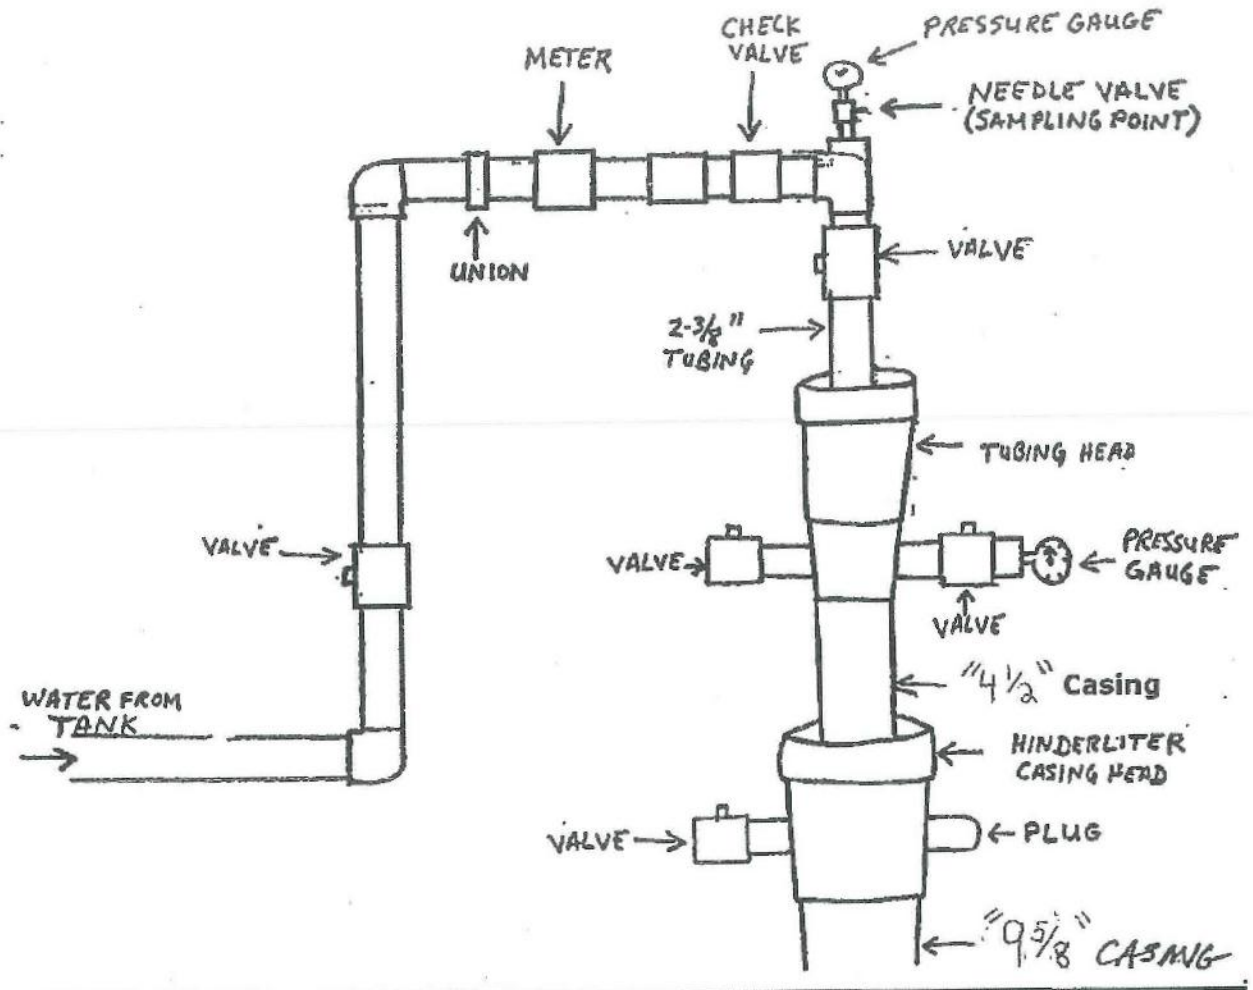 PRESSURE GAUGE
CHECK
VALVE
METER
NEEDLE VALVE
(SAMPLING POINT)
UNION
VALVE
2-3/8"
TUBING
TUBING HEAD
VALVE
VALVE
PRESSURE
GAUGE
VALVE
"4 1/2" Casing
WATER FROM
TANK
HINDERLITER
CASING HEAD
VALVE
PLUG
"9 5/8" CASING